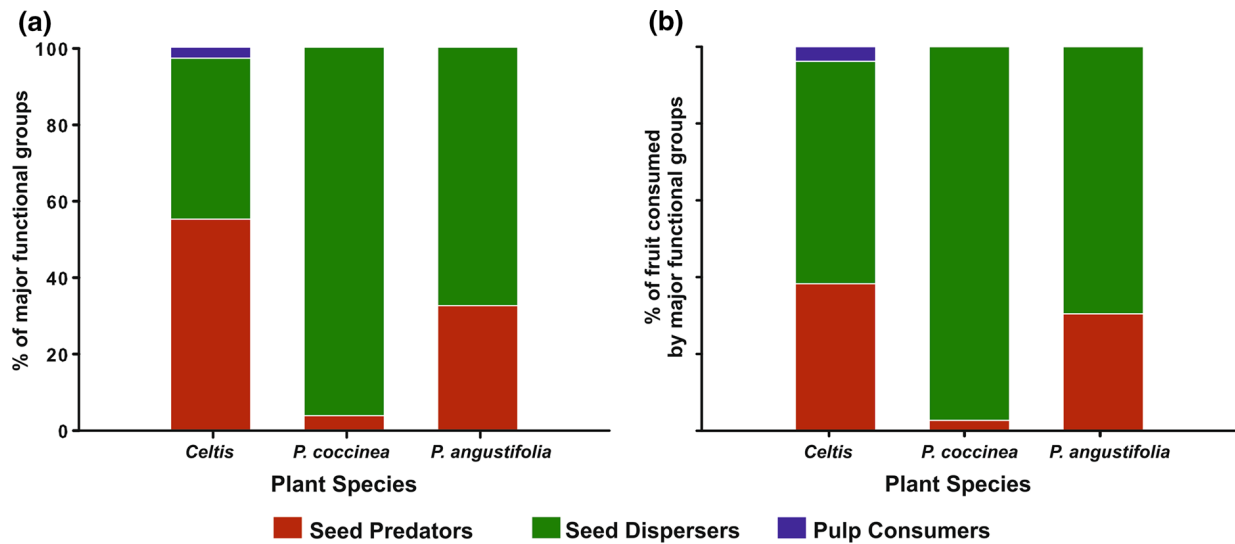 (a)
% of major functional groups
100
80
60
40
20
0
Celtis
P. coccinea
P. angustifolia
Plant Species
(b)
% of fruit consumed
by major functional groups
Celtis
P. coccinea
P. angustifolia
Plant Species
Seed Predators
Seed Dispersers
Pulp Consumers